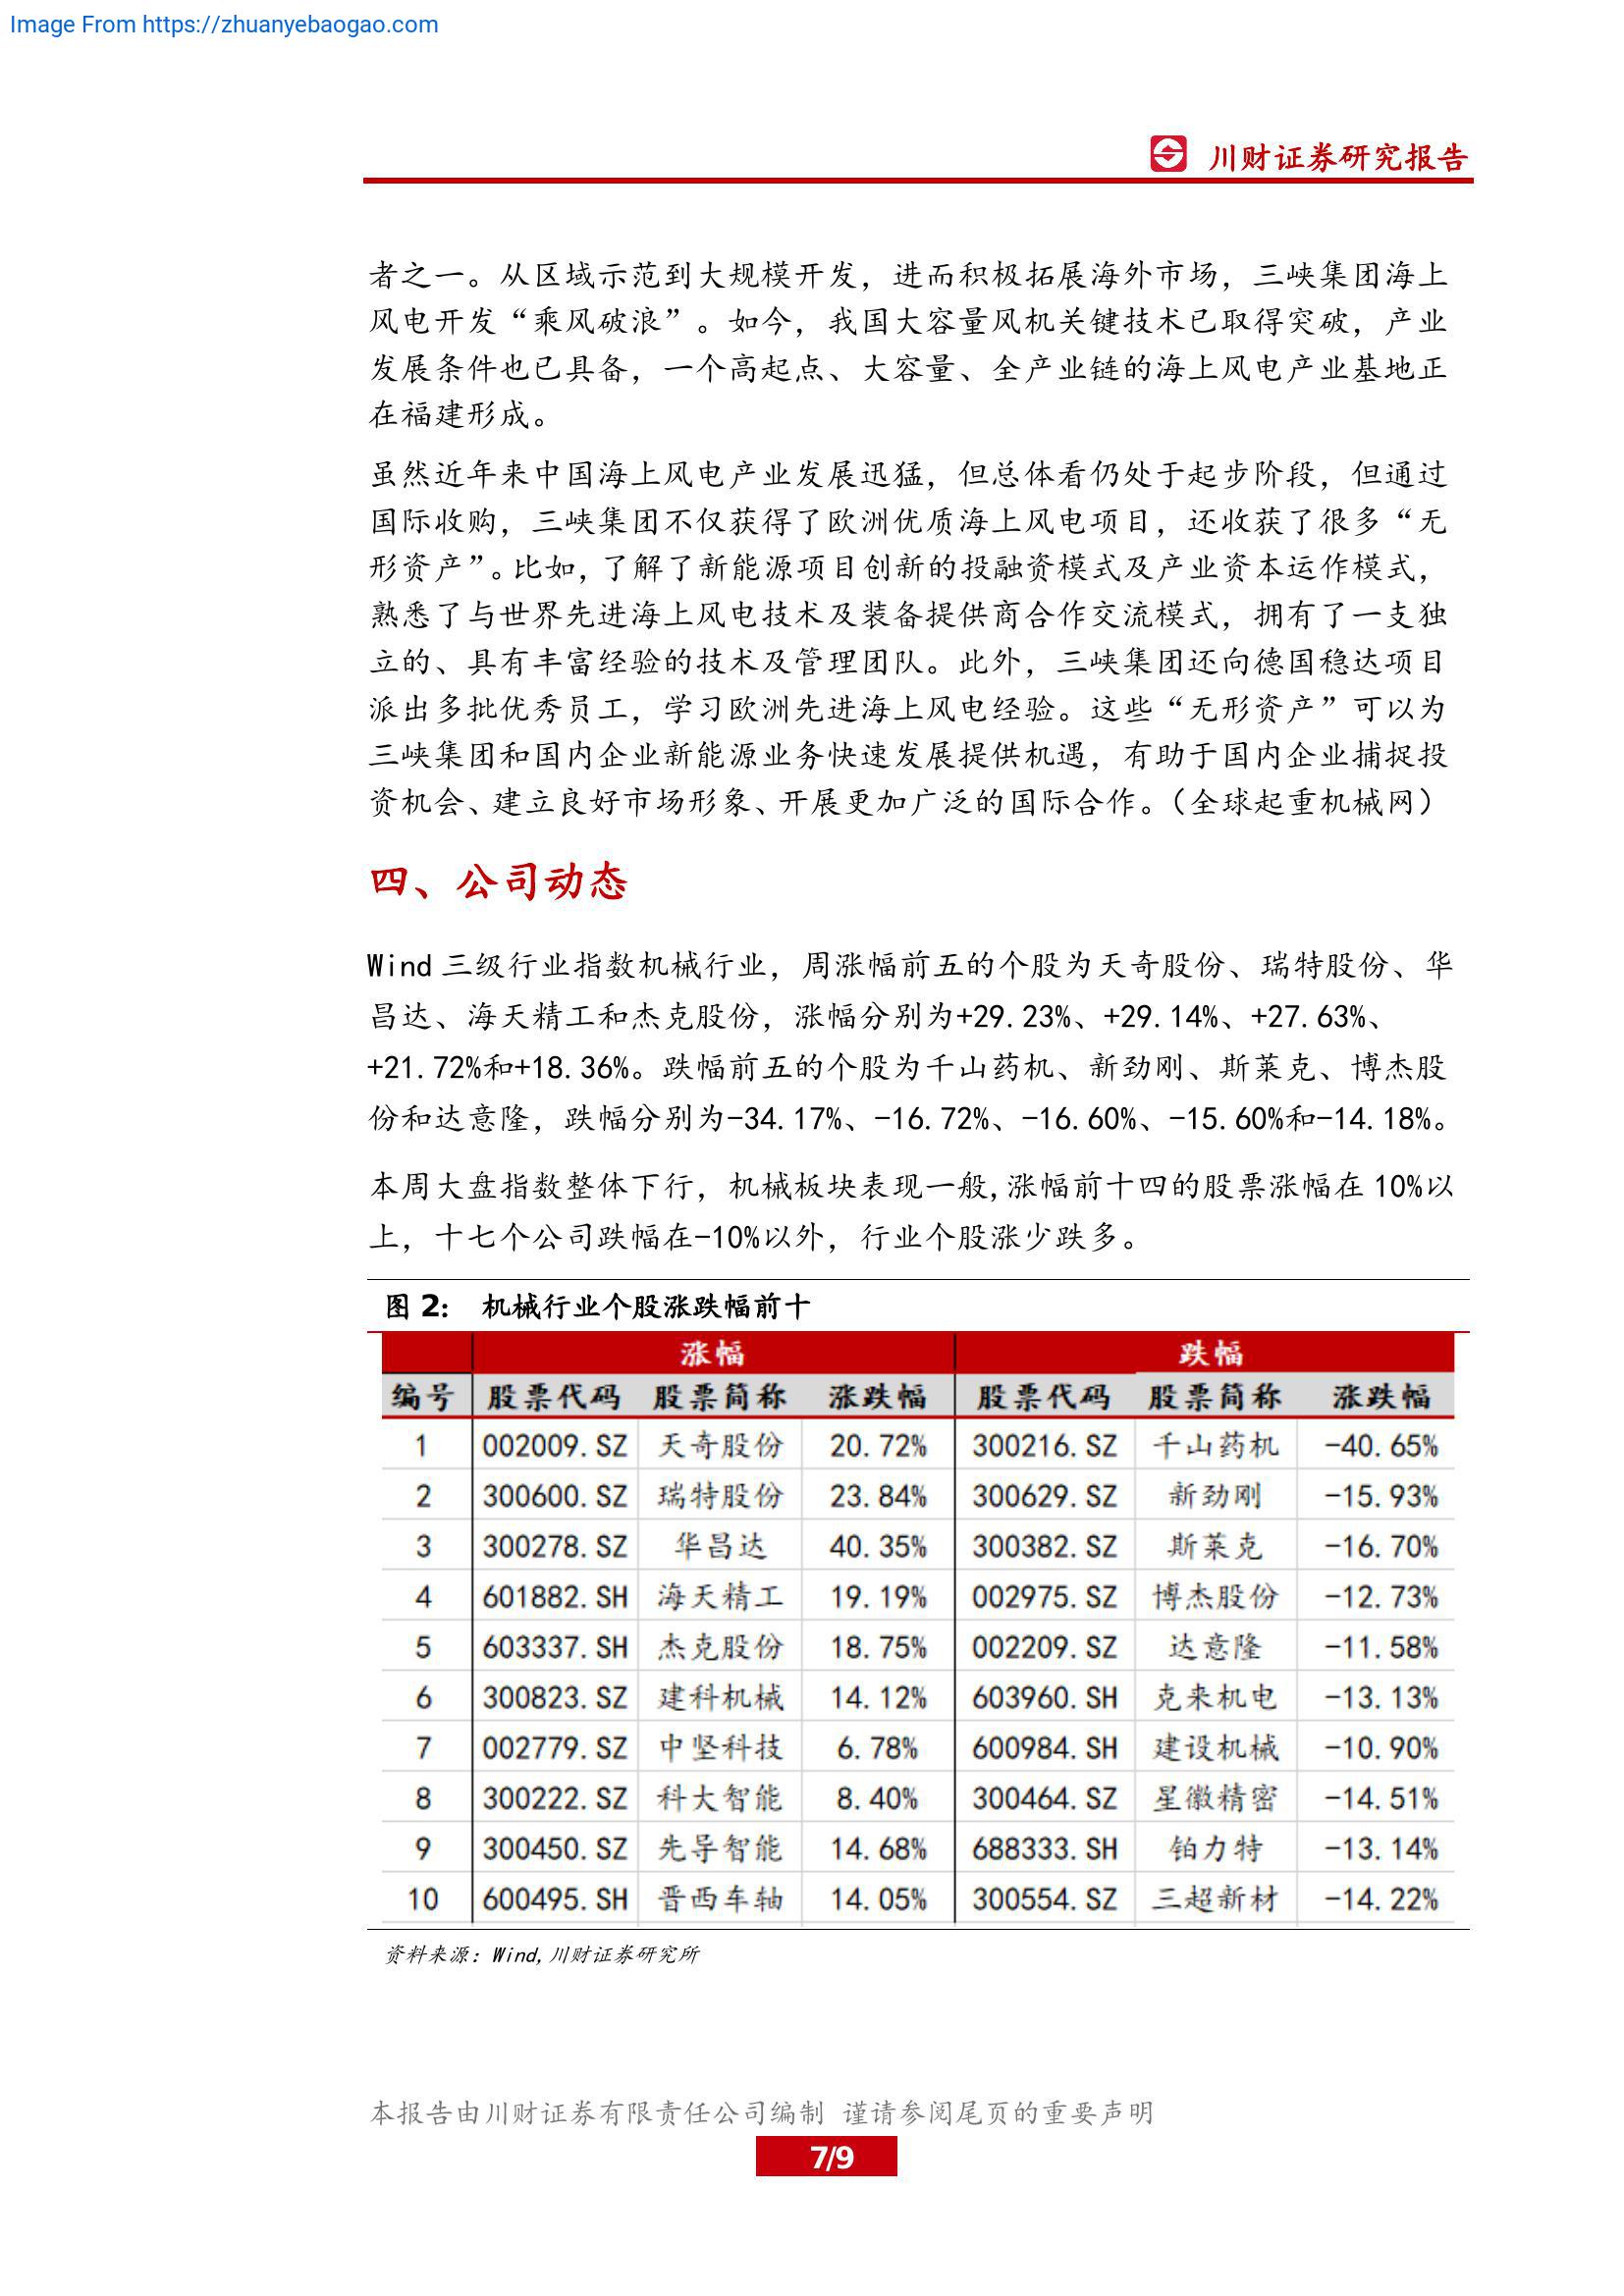 Image From https://zhuanyebaogao.com
川财证券研究报告
者之一。从区域示范到大规模开发，进而积极拓展海外市场，三峡集团海上
风电开发“乘风破浪”。如今，我国大容量风机关键技术已取得突破，产业
发展条件也已具备，一个高起点、大容量、全产业链的海上风电产业基地正
在福建形成。
虽然近年来中国海上风电产业发展迅猛，但总体看仍处于起步阶段，但通过
国际收购，三峡集团不仅获得了欧洲优质海上风电项目，还收获了很多“无
形资产”。比如，了解了新能源项目创新的投融资模式及产业资本运作模式，
熟悉了与世界先进海上风电技术及装备提供商合作交流模式，拥有了一支独
立的、具有丰富经验的技术及管理团队。此外，三峡集团还向德国稳达项目
派出多批优秀员工，学习欧洲先进海上风电经验。这些“无形资产”可以为
三峡集团和国内企业新能源业务快速发展提供机遇，有助于国内企业捕捉投
资机会、建立良好市场形象、开展更加广泛的国际合作。（全球起重机械网）
四、公司动态
Wind 三级行业指数机械行业，周涨幅前五的个股为天奇股份、瑞特股份、华
昌达、海天精工和杰克股份，涨幅分别为+29.23%、+29.14%、+27.63%、
+21.72%和+18.36%。跌幅前五的个股为千山药机、新劲刚、斯莱克、博杰股
份和达意隆，跌幅分别为-34.17%、-16.72%、-16.60%、-15.60%和-14.18%。
本周大盘指数整体下行，机械板块表现一般,涨幅前十四的股票涨幅在 10%以
上，十七个公司跌幅在-10%以外，行业个股涨少跌多。
图 2： 机械行业个股涨跌幅前十
涨幅 跌幅
编号 股票代码 股票简称 涨跌幅 股票代码 股票简称 涨跌幅
1 002009.SZ 天奇股份 20.72% 300216.SZ 千山药机 -40.65%
2 300600.SZ 瑞特股份 23.84% 300629.SZ 新劲刚 -15.93%
3 300278.SZ 华昌达 40.35% 300382.SZ 斯莱克 -16.70%
4 601882.SH 海天精工 19.19% 002975.SZ 博杰股份 -12.73%
5 603337.SH 杰克股份 18.75% 002209.SZ 达意隆 -11.58%
6 300823.SZ 建科机械 14.12% 603960.SH 克来机电 -13.13%
7 002779.SZ 中坚科技 6.78% 600984.SH 建设机械 -10.90%
8 300222.SZ 科大智能 8.40% 300464.SZ 星徽精密 -14.51%
9 300450.SZ 先导智能 14.68% 688333.SH 铂力特 -13.14%
10 600495.SH 晋西车轴 14.05% 300554.SZ 三超新材 -14.22%
资料来源：Wind,川财证券研究所
本报告由川财证券有限责任公司编制 谨请参阅尾页的重要声明
7/9